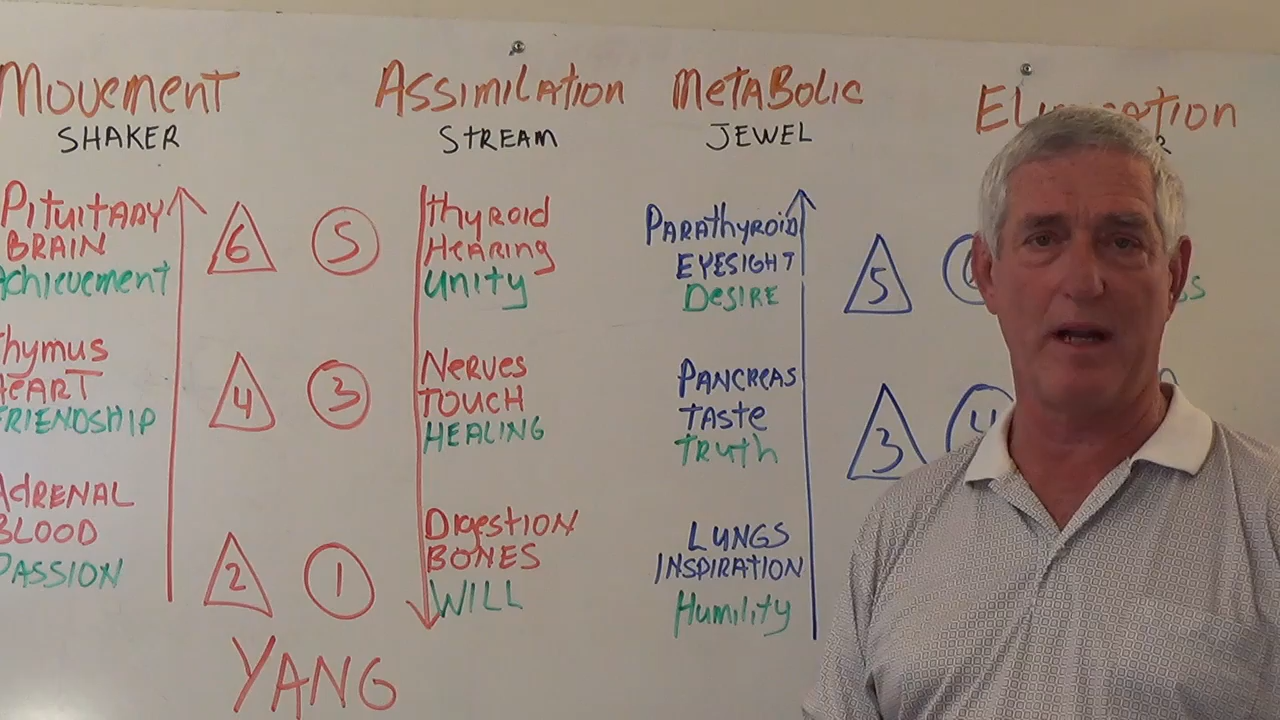 Movement
SHAKER
PITUITARY
BRAIN
Achievement
hymus
HEART
FRIENDSHIP
ADRENAL
BLOOD
PASSION
6
5
4
3
2
1
YANG
ASSIMILATION
STREAM
THYROID
HEARING
UNITY
NERVES
TOUCH
HEALING
DIGESTION
BONES
WILL
METABOLIC
JEWEL
PARATHYROID
EYESIGHT
DESIRE
PANCREAS
TASTE
TRUTH
LUNGS
INSPIRATION
Humility
5
3
4